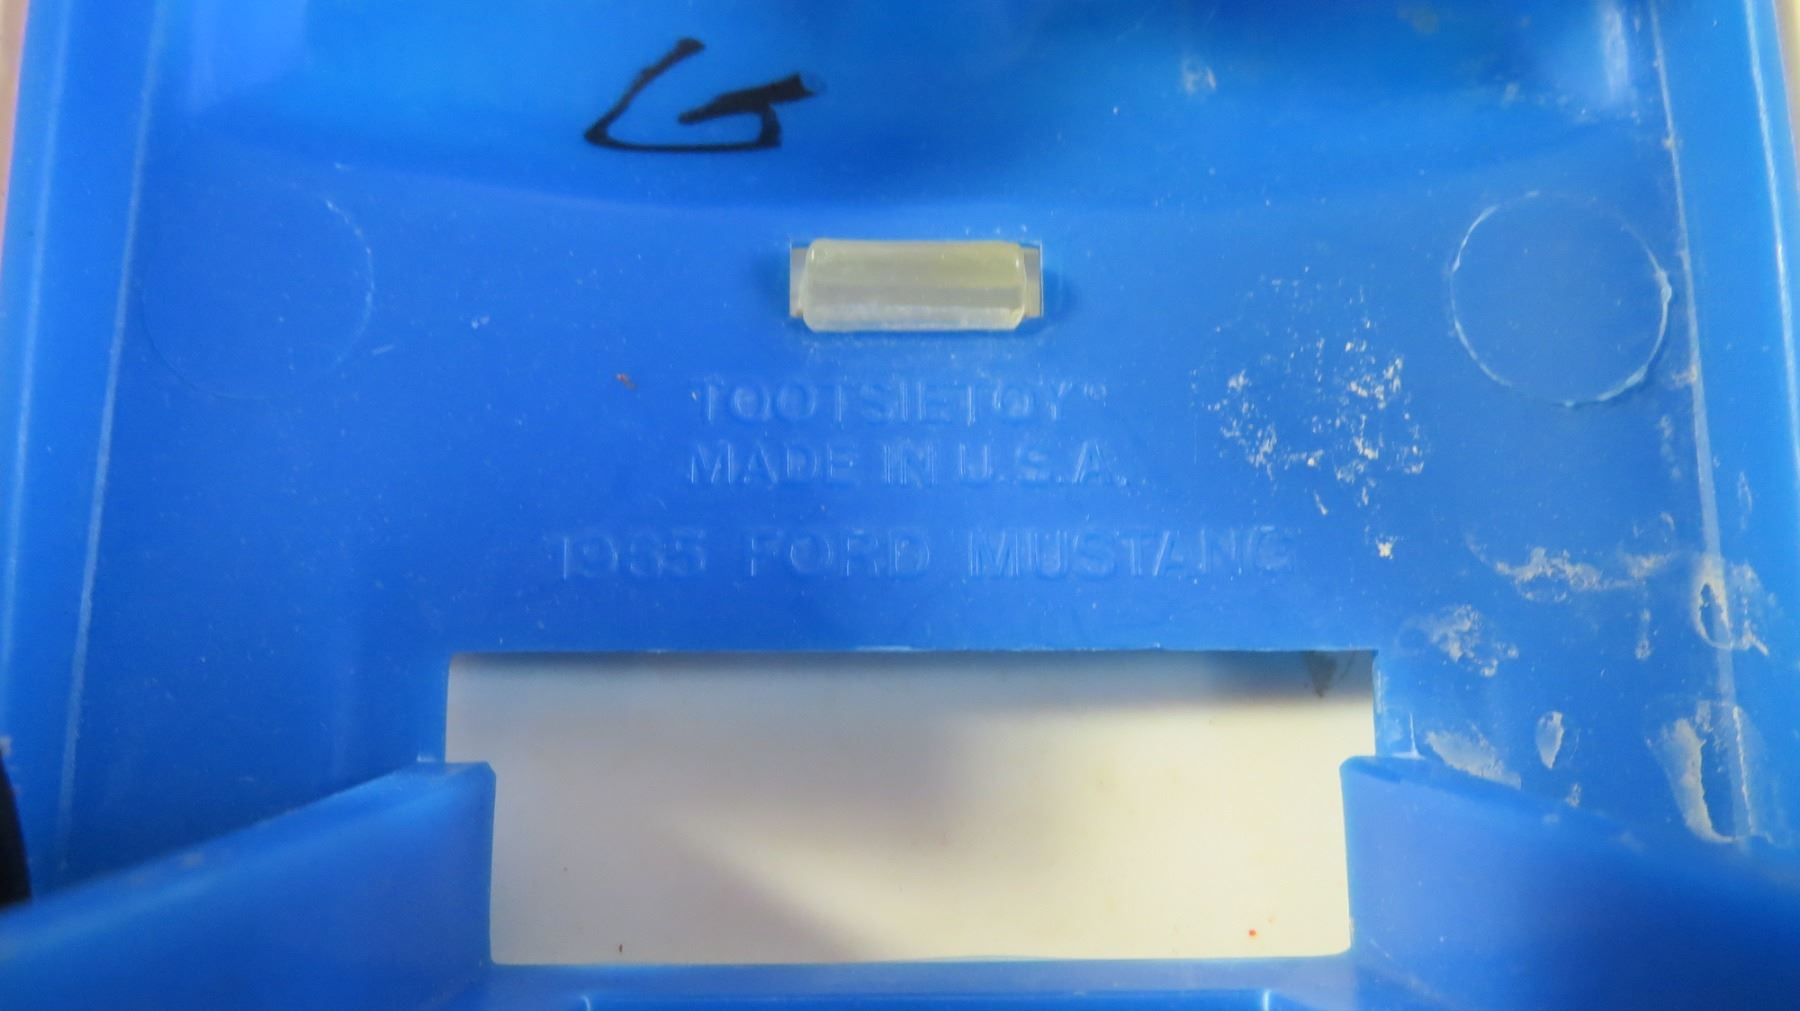 G
TOOTSIETOY®
MADE IN U.S.A.
1965 FORD MUSTANG